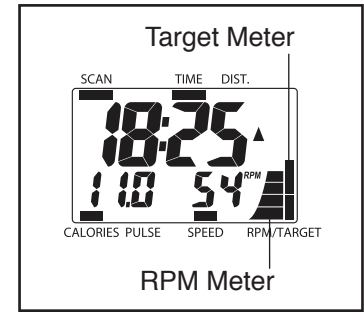 Target Meter
SCAN TIME DIST.
18:25
11.0 54 RPM
CALORIES PULSE SPEED RPM/TARGET
RPM Meter